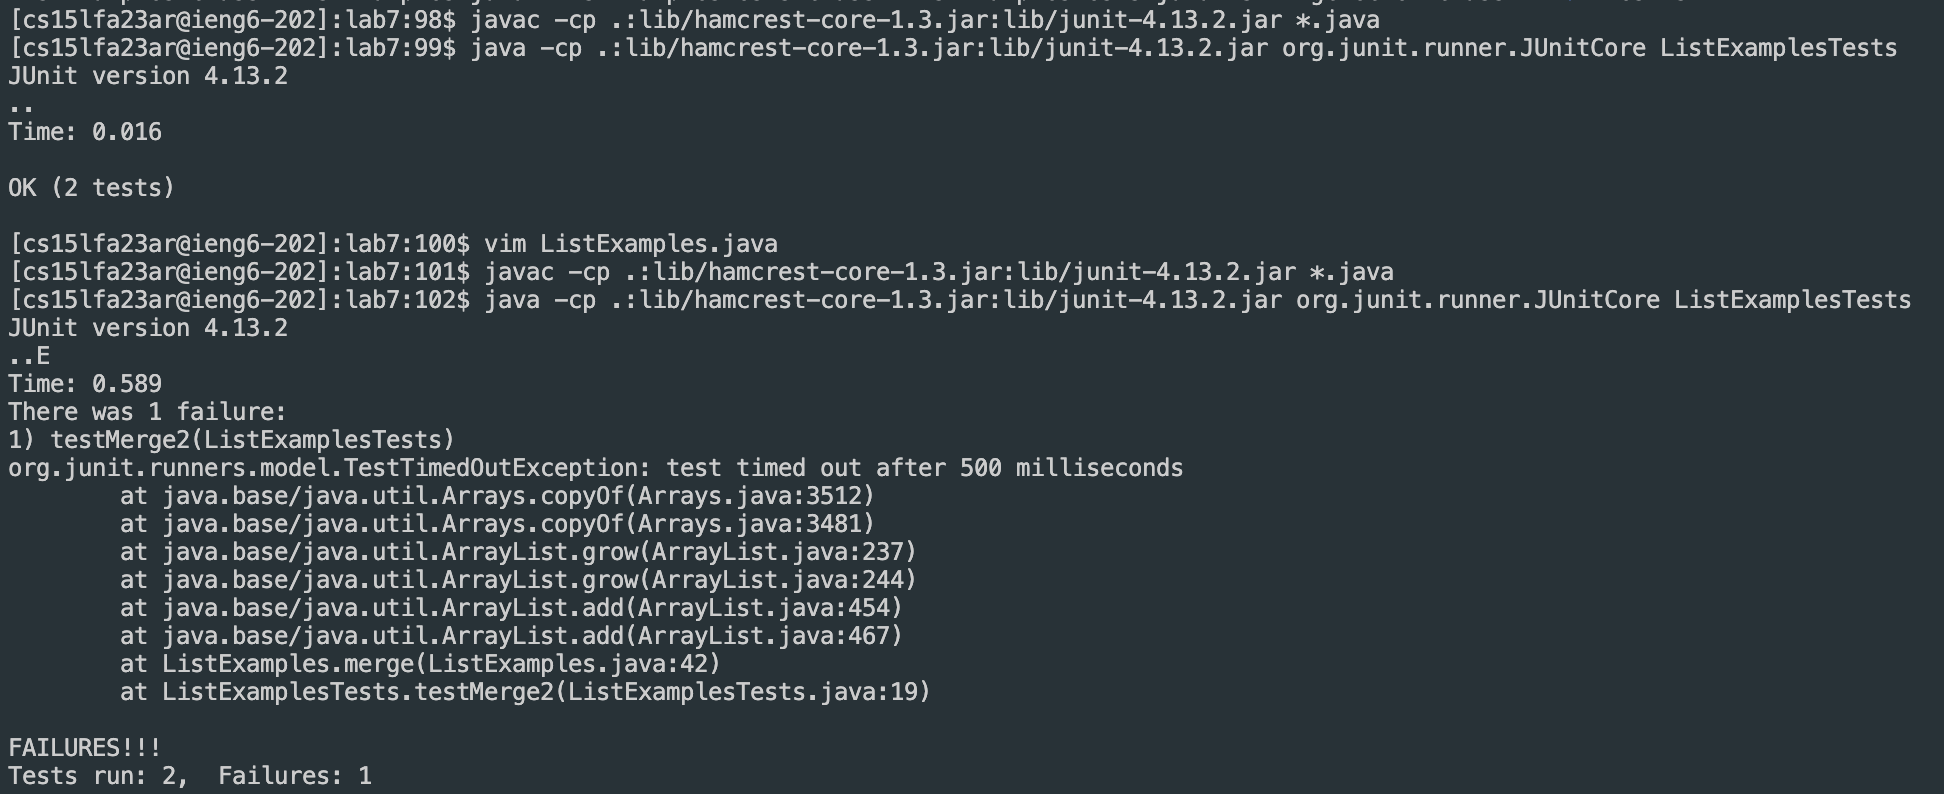 [cs15lfa23ar@ieng6-202]:lab7:98$ javac -cp .:lib/hamcrest-core-1.3.jar:lib/junit-4.13.2.jar *.java
[cs15lfa23ar@ieng6-202]:lab7:99$ java -cp .:lib/hamcrest-core-1.3.jar:lib/junit-4.13.2.jar org.junit.runner.JUnitCore ListExamplesTests
JUnit version 4.13.2
..
Time: 0.016
OK (2 tests)
[cs15lfa23ar@ieng6-202]:lab7:100$ vim ListExamples.java
[cs15lfa23ar@ieng6-202]:lab7:101$ javac -cp .:lib/hamcrest-core-1.3.jar:lib/junit-4.13.2.jar *.java
[cs15lfa23ar@ieng6-202]:lab7:102$ java -cp .:lib/hamcrest-core-1.3.jar:lib/junit-4.13.2.jar org.junit.runner.JUnitCore ListExamplesTests
JUnit version 4.13.2
..E
Time: 0.589
There was 1 failure:
1) testMerge2(ListExamplesTests)
org.junit.runners.model.TestTimedOutException: test timed out after 500 milliseconds
at java.base/java.util.Arrays.copyOf(Arrays.java:3512)
at java.base/java.util.Arrays.copyOf(Arrays.java:3481)
at java.base/java.util.ArrayList.grow(ArrayList.java:237)
at java.base/java.util.ArrayList.grow(ArrayList.java:244)
at java.base/java.util.ArrayList.add(ArrayList.java:454)
at java.base/java.util.ArrayList.add(ArrayList.java:467)
at ListExamples.merge(ListExamples.java:42)
at ListExamplesTests.testMerge2(ListExamplesTests.java:19)
FAILURES!!!
Tests run: 2,  Failures: 1